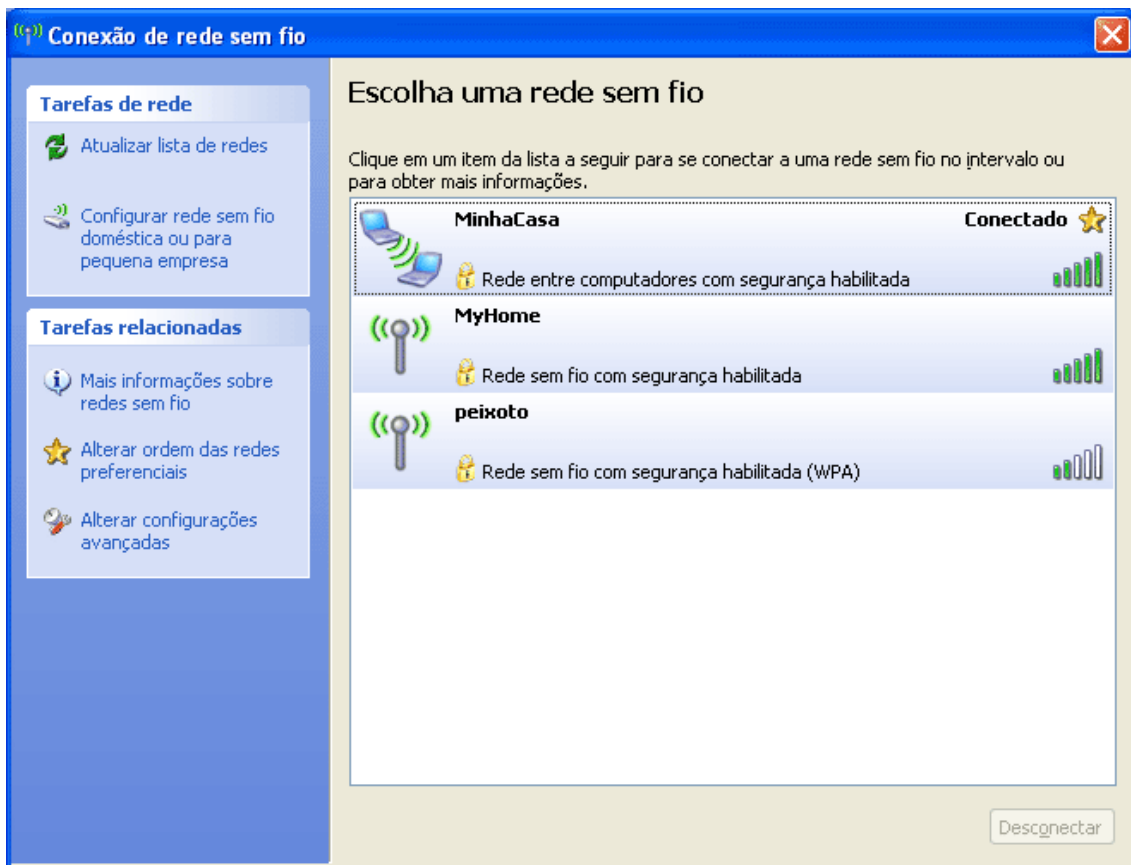 Conexão de rede sem fio
Tarefas de rede
Atualizar lista de redes
Configurar rede sem fio
doméstica ou para
pequena empresa
Tarefas relacionadas
Mais informações sobre
redes sem fio
Alterar ordem das redes
preferenciais
Alterar configurações
avançadas
Escolha uma rede sem fio
Clique em um item da lista a seguir para se conectar a uma rede sem fio no intervalo ou
para obter mais informações.
MinhaCasa Conectado
Rede entre computadores com segurança habilitada
MyHome
Rede sem fio com segurança habilitada
peixoto
Rede sem fio com segurança habilitada (WPA)
Desconectar